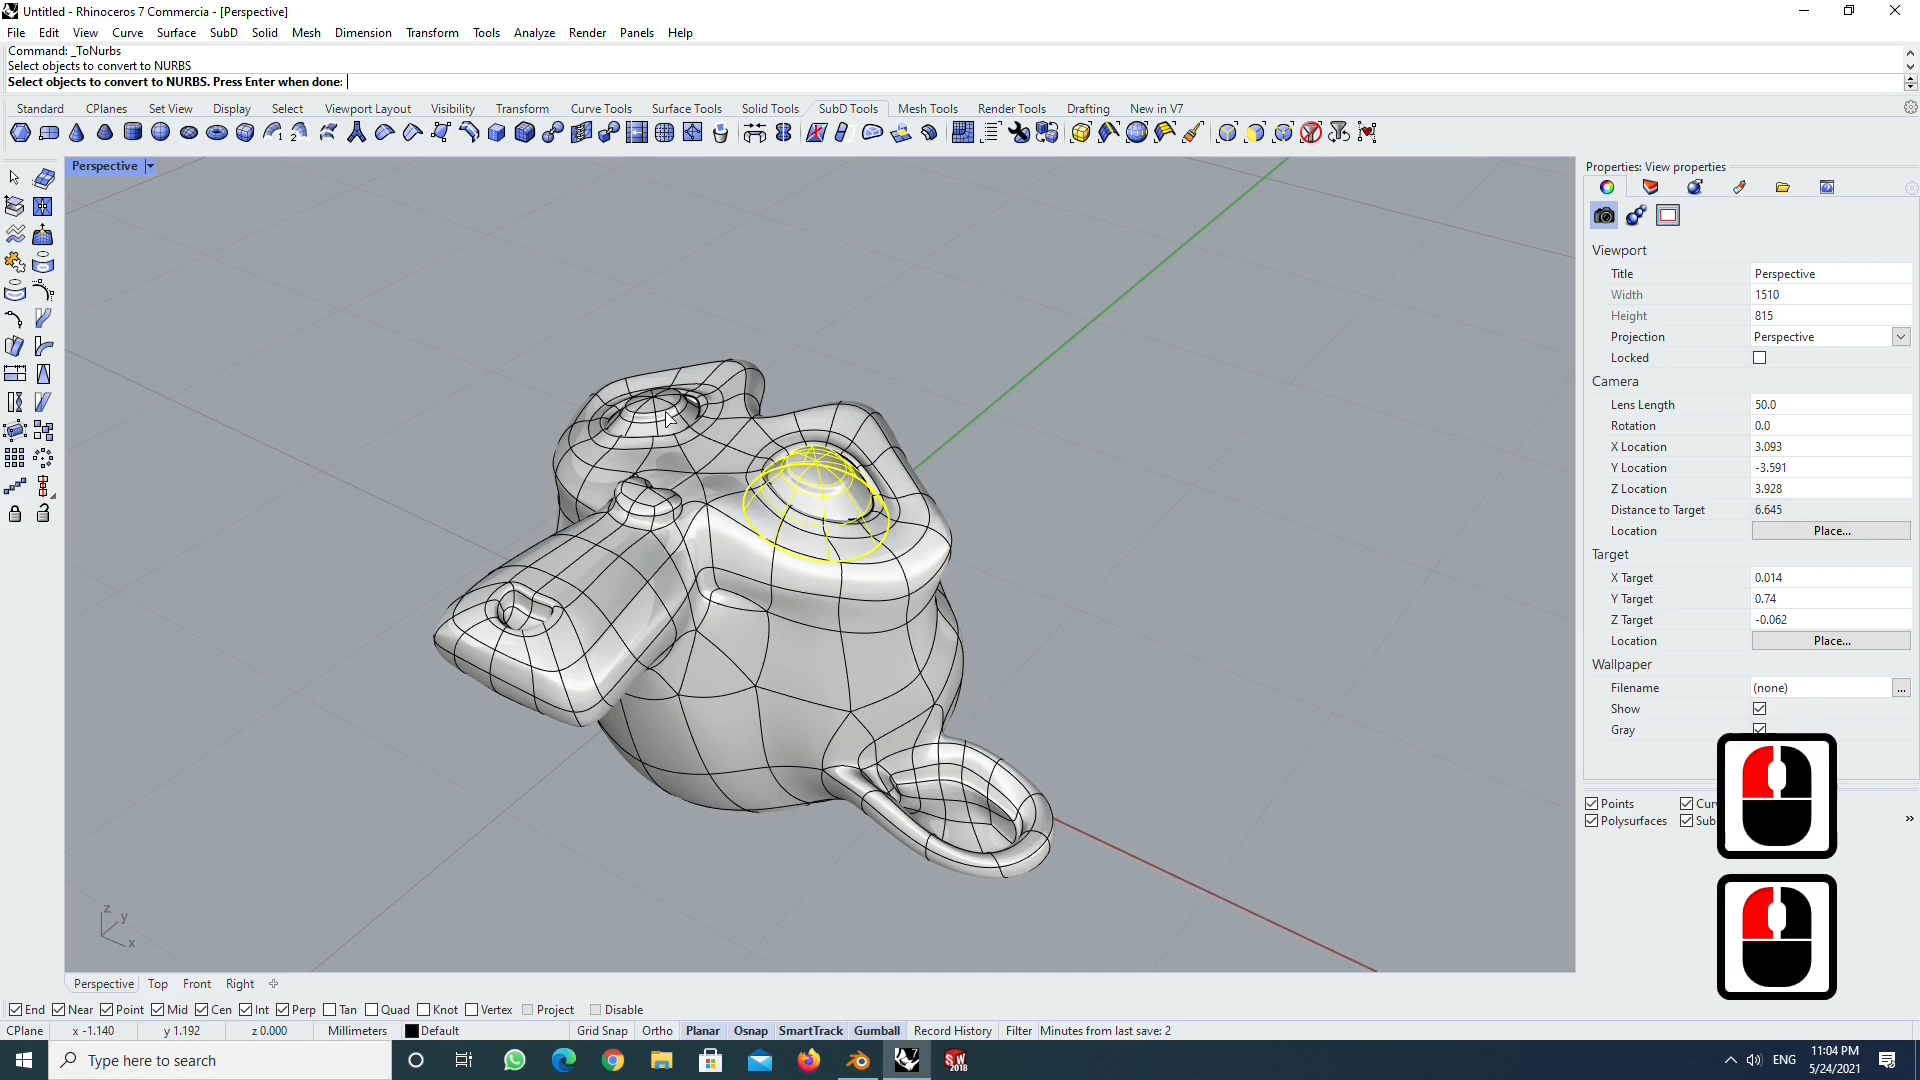 Untitled - Rhinoceros 7 Commercia - [Perspective]
File Edit View Curve Surface SubD Solid Mesh Dimension Transform Tools Analyze Render Panels Help
Command: _ToNurbs
Select objects to convert to NURBS
Select objects to convert to NURBS. Press Enter when done:
Standard CPlanes Set View Display Select Viewport Layout Visibility Transform Curve Tools Surface Tools Solid Tools SubD Tools Mesh Tools Render Tools Drafting New in V7
Perspective
Properties: View properties
Viewport
Title Perspective
Width 1510
Height 815
Projection Perspective
Locked
Camera
Lens Length 50.0
Rotation 0.0
X Location 3.093
Y Location -3.591
Z Location 3.928
Distance to Target 6.645
Location Place...
Target
X Target 0.014
Y Target 0.74
Z Target -0.062
Location Place...
Wallpaper
Filename (none) ...
Show
Gray
Points Cur
Polysurfaces Sub
z
y
x
Perspective Top Front Right
End Near Point Mid Cen Int Perp Tan Quad Knot Vertex Project Disable
CPlane x -1.140 y 1.192 z 0.000 Millimeters Default Grid Snap Ortho Planar Osnap SmartTrack Gumball Record History Filter Minutes from last save: 2
Type here to search
7
SW
2018
ENG
11:04 PM
5/24/2021